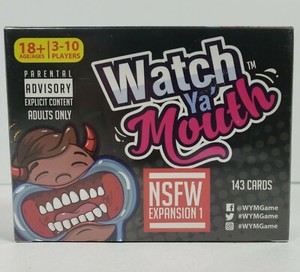 18+
AGE/AGES
3-10
PLAYERS
PARENTAL
ADVISORY
EXPLICIT CONTENT
ADULTS ONLY
Watch
Ya'
Mouth
TM
NSFW
EXPANSION 1
143 CARDS
@WYMGame
#WYMGame
@WYMGame